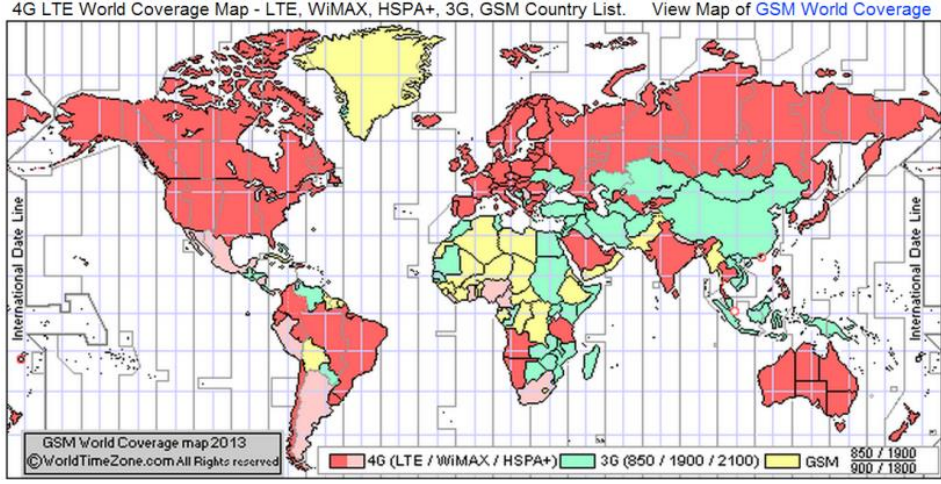 4G LTE World Coverage Map - LTE, WiMAX, HSPA+, 3G, GSM Country List. View Map of GSM World Coverage
International Date Line
International Date Line
GSM World Coverage map 2013
©WorldTimeZone.com All Rights reserved
4G (LTE / WiMAX / HSPA+) 3G (850 / 1900 / 2100) GSM 850 / 1900
900 / 1800